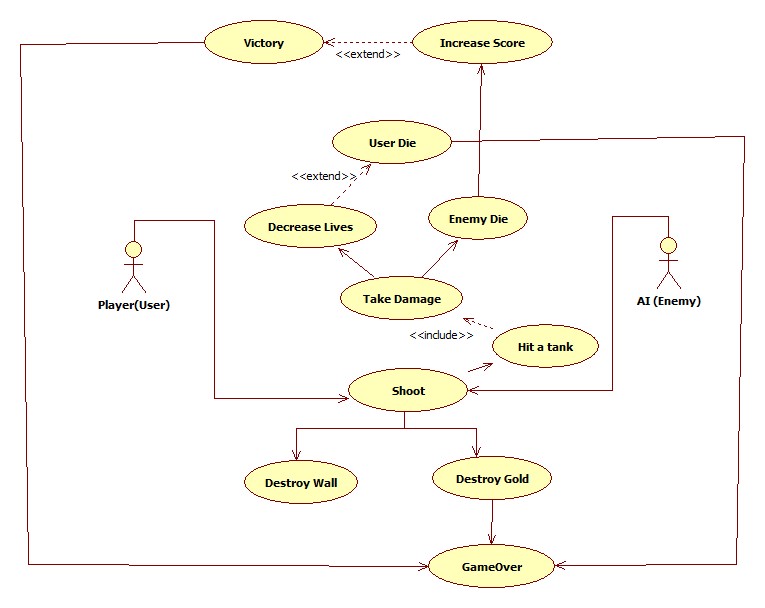 Victory
Increase Score
<<extend>>
User Die
<<extend>>
Decrease Lives
Enemy Die
Player(User)
Take Damage
AI (Enemy)
<<include>>
Hit a tank
Shoot
Destroy Wall
Destroy Gold
GameOver